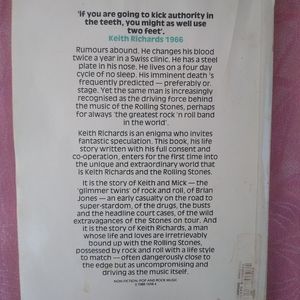 'If you are going to kick authority in
the teeth, you might as well use
two feet'.
Keith Richards 1966
Rumours abound. He changes his blood
twice a year in a Swiss clinic. He has a steel
plate in his nose. He lives on a four day
cycle of no sleep. His imminent death 's
frequently predicted — preferably on
stage. Yet the same man is increasingly
recognised as the driving force behind
the music of the Rolling Stones, perhaps
for always 'the greatest rock 'n roll band
in the world'.
Keith Richards is an enigma who invites
fantastic speculation. This book, his life
story written with his full consent and
co-operation, enters for the first time into
the unique and extraordinary world that
is Keith Richards and the Rolling Stones.
It is the story of Keith and Mick — the
'glimmer twins' of rock and roll, of Brian
Jones — an early casualty on the road to
super-stardom, of the drugs, the busts
and the headline court cases, of the wild
extravagances of the Stones on tour. And
it is the story of Keith Richards, a man
whose life and loves are irretrievably
bound up with the Rolling Stones,
possessed by rock and roll with a life style
to match — often dangerously close to
the edge but as uncompromising and
driving as the music itself.
NON-FICTION: POP AND ROCK MUSIC